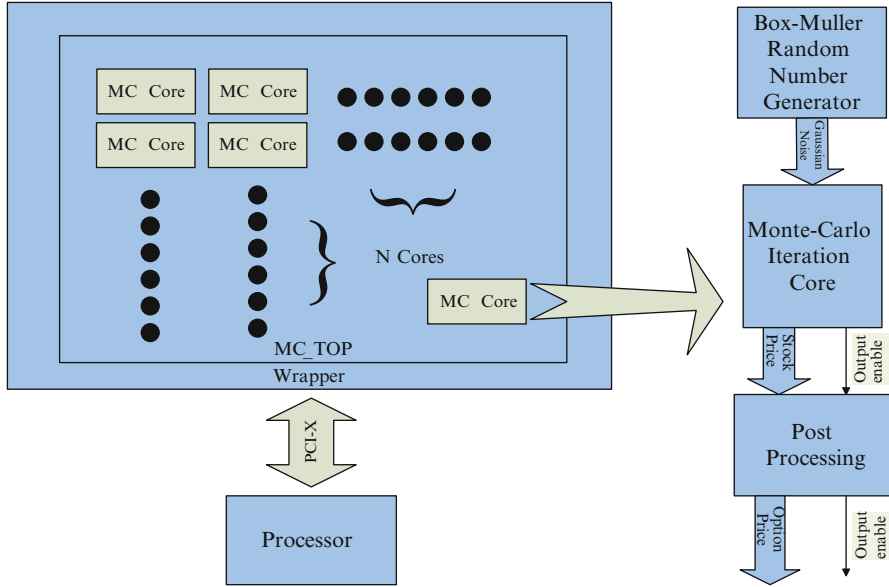 MC Core
MC Core
MC Core
MC Core
N Cores
MC Core
MC_TOP
Wrapper
PCI-X
Processor
Box-Muller
Random
Number
Generator
Gaussian
Noise
Monte-Carlo
Iteration
Core
Stock
Price
Output
enable
Post
Processing
Option
Price
Output
enable